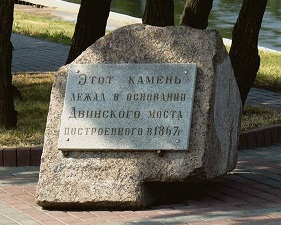 Этот камень
лежал в основании
Двинского моста
построенного в 1867г.